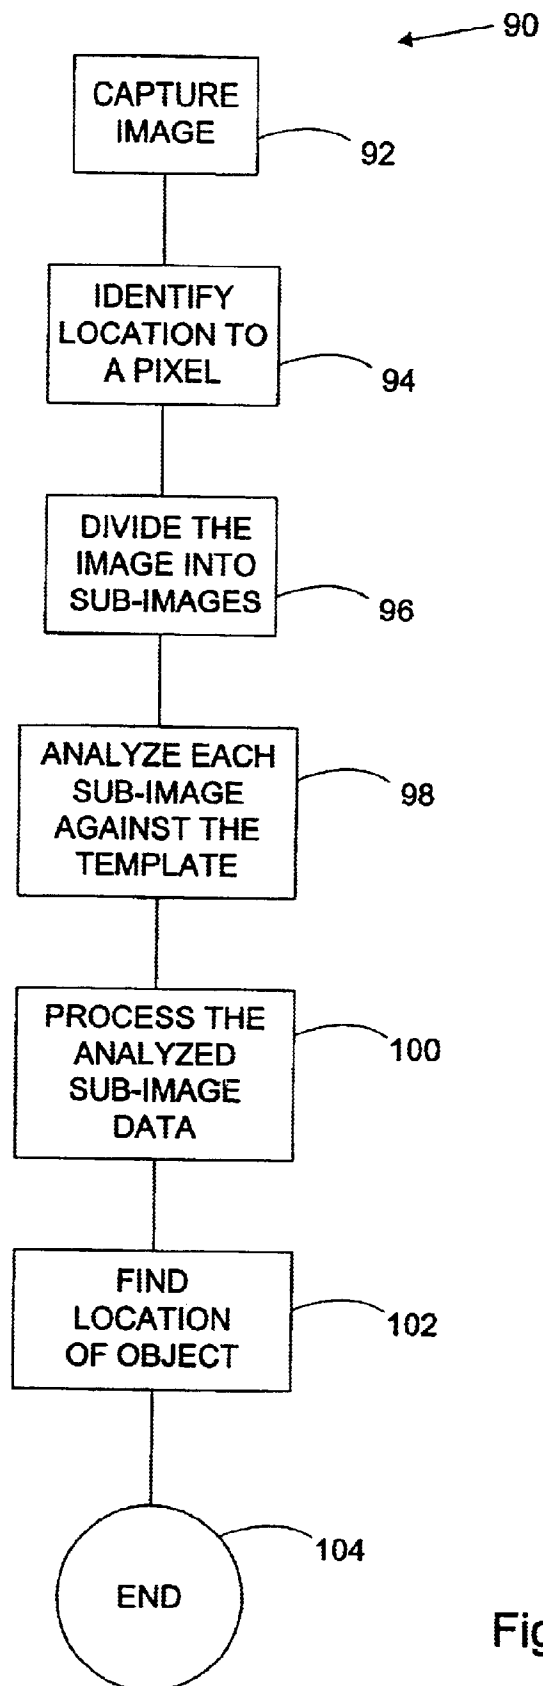 90
CAPTURE
IMAGE
92
IDENTIFY
LOCATION TO
A PIXEL
94
DIVIDE THE
IMAGE INTO
SUB-IMAGES
96
ANALYZE EACH
SUB-IMAGE
AGAINST THE
TEMPLATE
98
PROCESS THE
ANALYZED
SUB-IMAGE
DATA
100
FIND
LOCATION
OF OBJECT
102
END
104
Fig